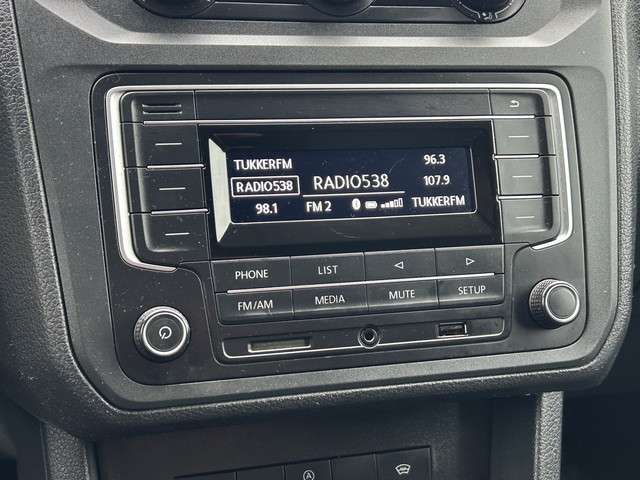 TUKKERFM 96.3
RADIO538 RADIO538 107.9
98.1 FM 2 TUKKERFM
PHONE LIST
FM/AM MEDIA MUTE SETUP
A